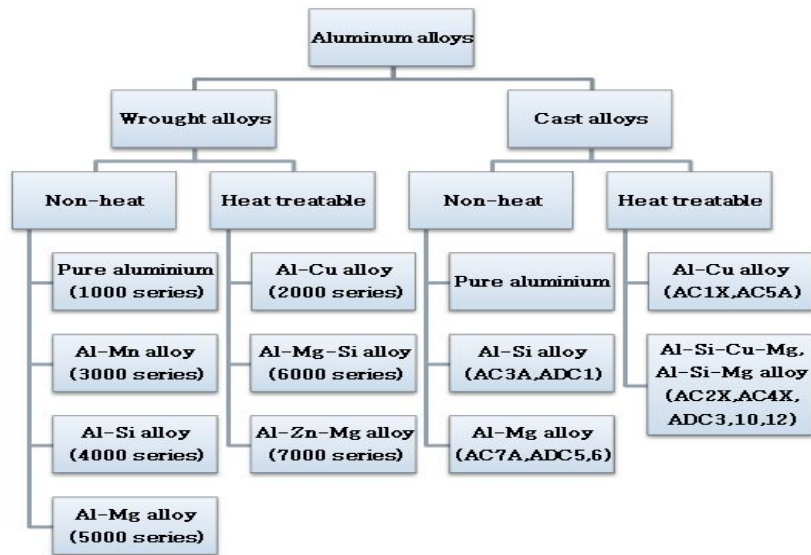 Aluminum alloys
Wrought alloys
Cast alloys
Non-heat
Heat treatable
Non-heat
Heat treatable
Pure aluminium
(1000 series)
Al-Cu alloy
(2000 series)
Pure aluminium
Al-Cu alloy
(AC1X,AC5A)
Al-Mn alloy
(3000 series)
Al-Mg-Si alloy
(6000 series)
Al-Si alloy
(AC3A,ADC1)
Al-Si-Cu-Mg,
Al-Si-Mg alloy
(AC2X,AC4X,
ADC3,10,12)
Al-Si alloy
(4000 series)
Al-Zn-Mg alloy
(7000 series)
Al-Mg alloy
(AC7A,ADC5,6)
Al-Mg alloy
(5000 series)